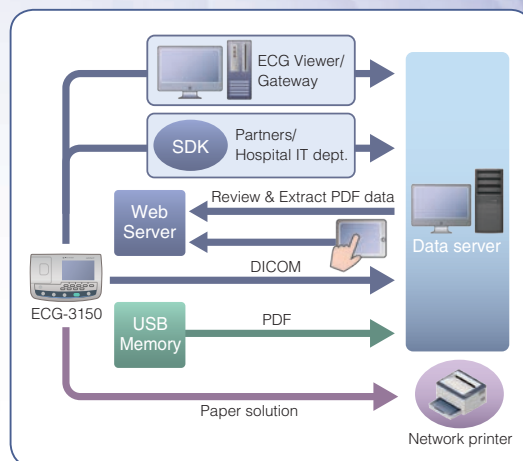 ECG Viewer/
Gateway
SDK
Partners/
Hospital IT dept.
Review & Extract PDF data
Web
Server
Data server
DICOM
ECG-3150
USB
Memory
PDF
Paper solution
Network printer